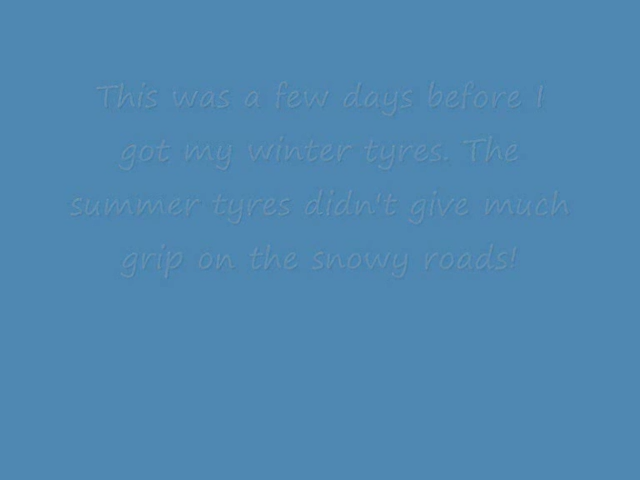 This was a few days before I
got my winter tyres. The
summer tyres didn't give much
grip on the snowy roads!